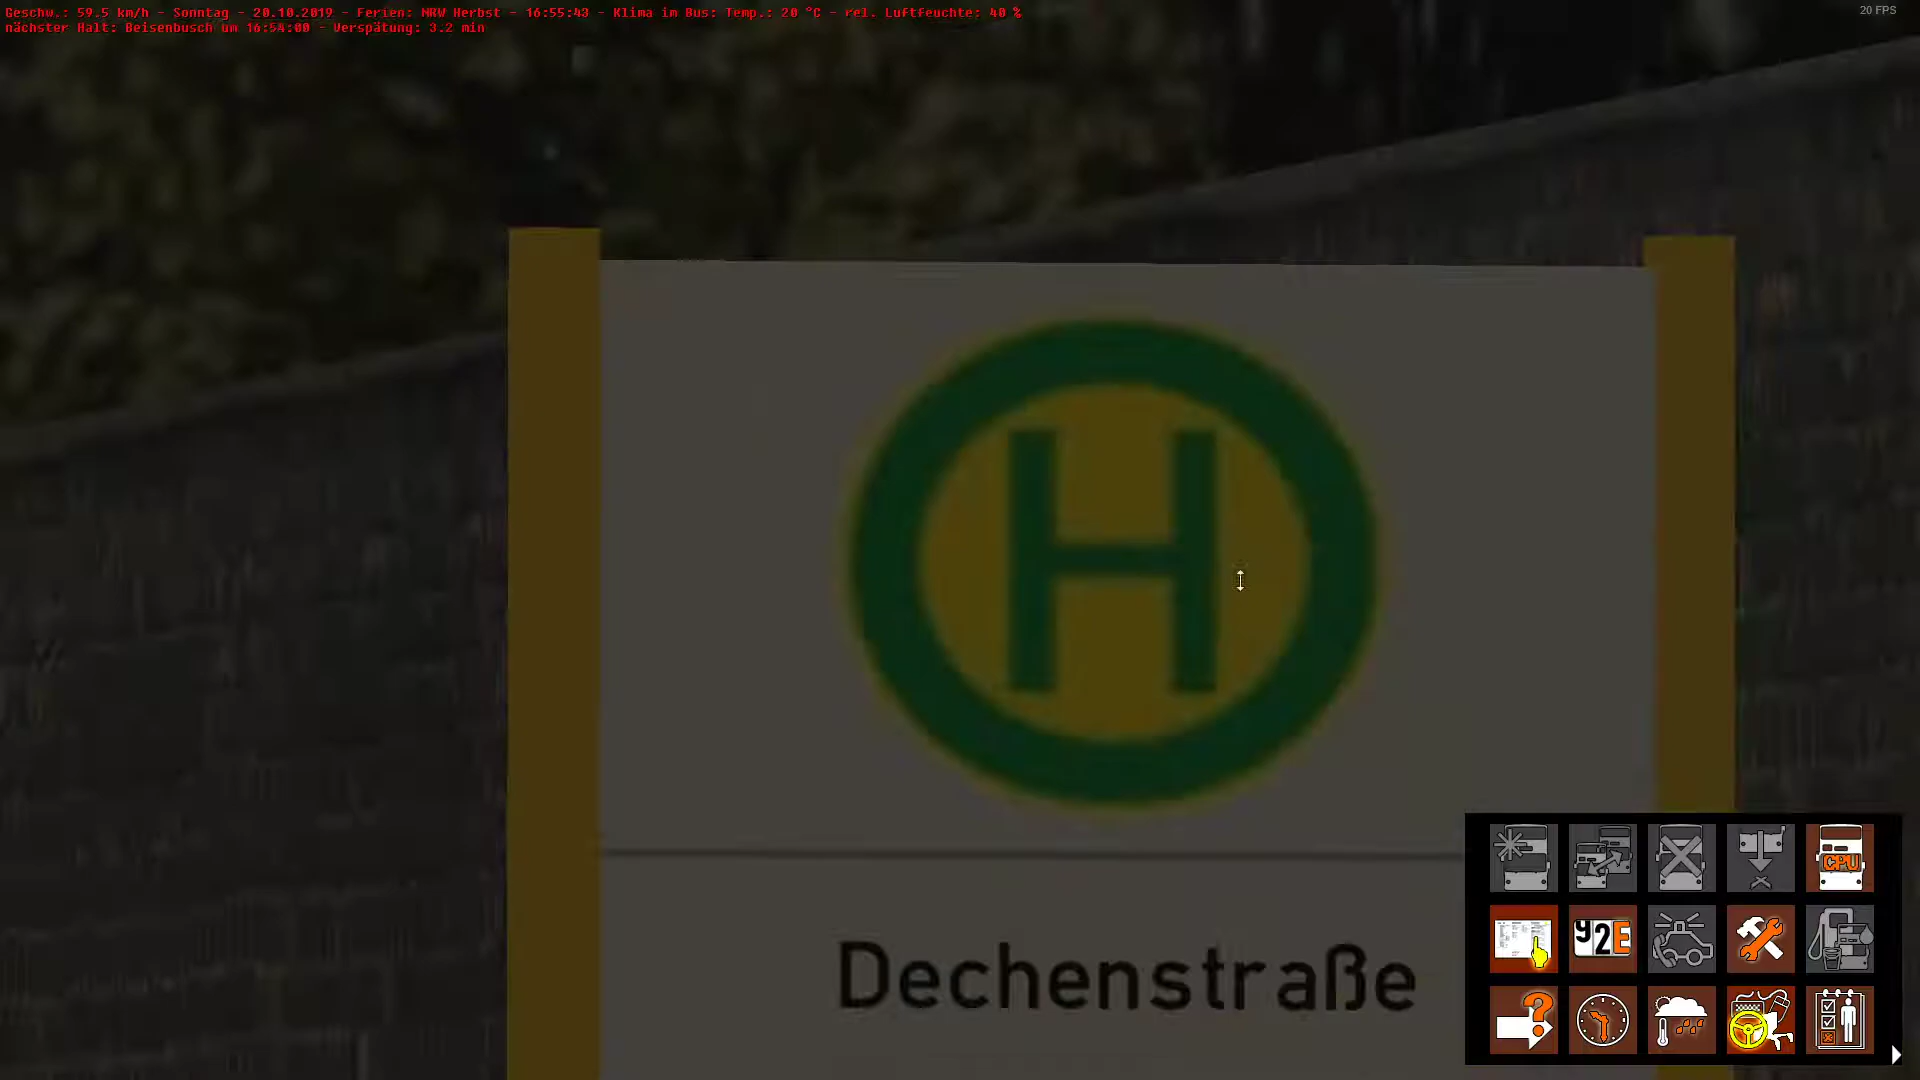 Geschw.: 59.5 km/h - Sonntag - 20.10.2019 - Ferien: NRW Herbst - 16:55:43 - Klima im Bus: Temp.: 20 °C - rel. Luftfeuchte: 40 %
nächster Halt: Beisenbusch um 16:54:00 - Verspätung: 3.2 min
20 FPS
H
Dechenstraße
CPU
92E
?